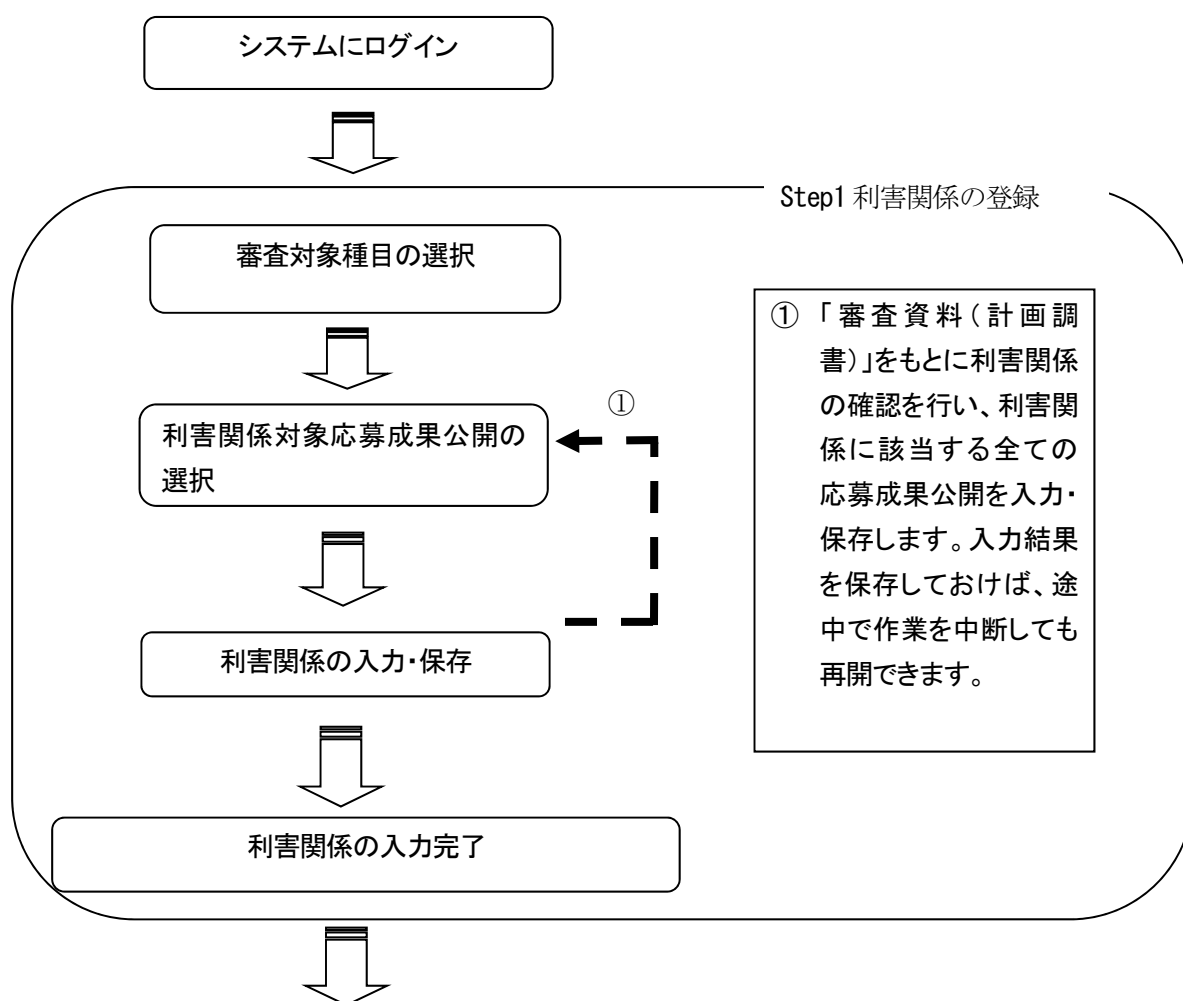 システムにログイン
Step1 利害関係の登録
審査対象種目の選択
利害関係対象応募成果公開の
選択
①
利害関係の入力・保存
利害関係の入力完了
① 「審査資料（計画調
書）」をもとに利害関係
の確認を行い、利害関
係に該当する全ての
応募成果公開を入力・
保存します。入力結果
を保存しておけば、途
中で作業を中断しても
再開できます。